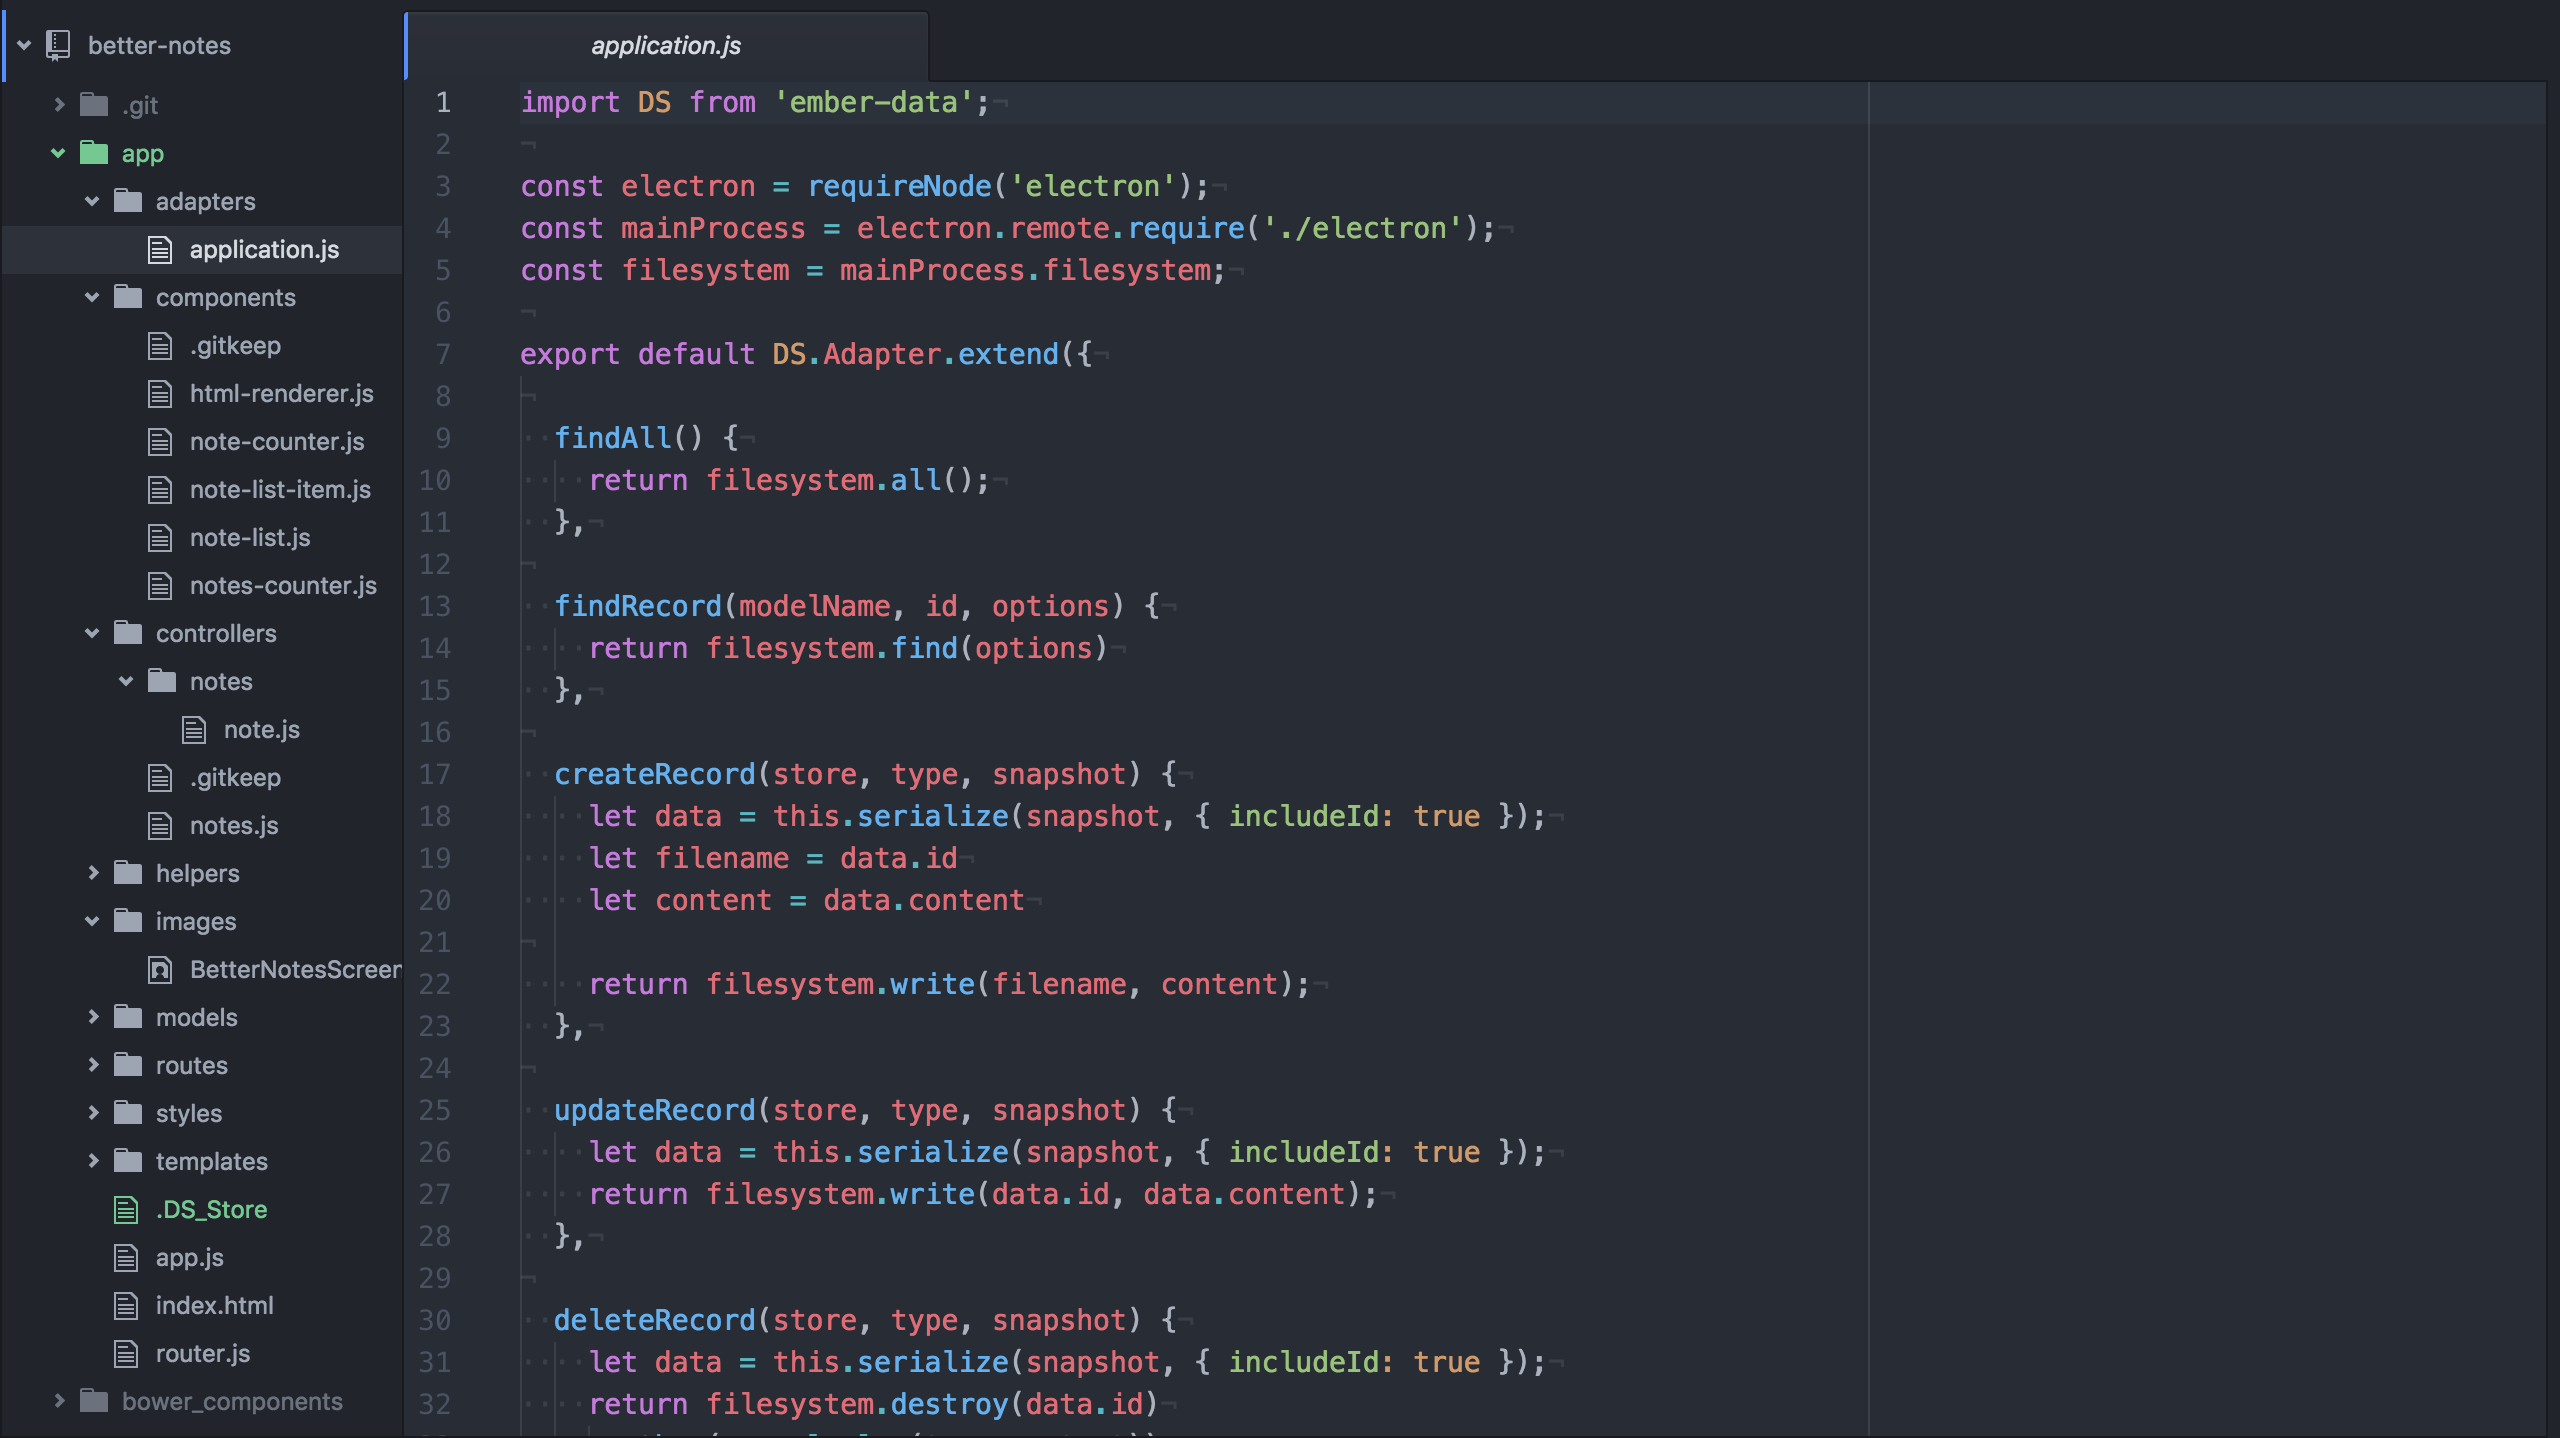 better-notes
.git
app
adapters
application.js
components
.gitkeep
html-renderer.js
note-counter.js
note-list-item.js
note-list.js
notes-counter.js
controllers
notes
note.js
.gitkeep
notes.js
helpers
images
BetterNotesScreen
models
routes
styles
templates
.DS_Store
app.js
index.html
router.js
bower_components
application.js
1 import DS from 'ember-data';
2
3 const electron = requireNode('electron');
4 const mainProcess = electron.remote.require('./electron');
5 const filesystem = mainProcess.filesystem;
6
7 export default DS.Adapter.extend({
8
9 findAll() {
10 return filesystem.all();
11 },
12
13 findRecord(modelName, id, options) {
14 return filesystem.find(options)
15 },
16
17 createRecord(store, type, snapshot) {
18 let data = this.serialize(snapshot, { includeId: true });
19 let filename = data.id
20 let content = data.content
21
22 return filesystem.write(filename, content);
23 },
24
25 updateRecord(store, type, snapshot) {
26 let data = this.serialize(snapshot, { includeId: true });
27 return filesystem.write(data.id, data.content);
28 },
29
30 deleteRecord(store, type, snapshot) {
31 let data = this.serialize(snapshot, { includeId: true });
32 return filesystem.destroy(data.id)